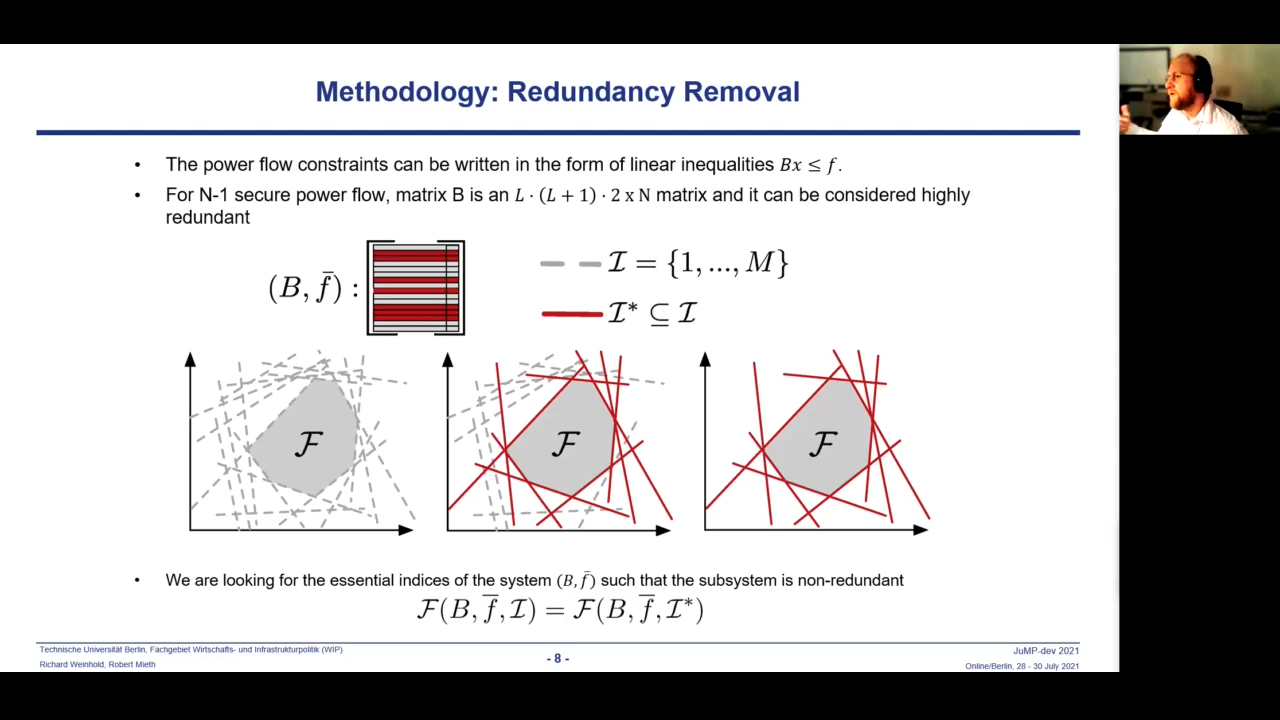 Methodology: Redundancy Removal
• The power flow constraints can be written in the form of linear inequalities Bx ≤ f.
• For N-1 secure power flow, matrix B is an L · (L + 1) · 2 x N matrix and it can be considered highly
redundant
(B, f̄) :
ℐ = {1, ..., M}
ℐ* ⊆ ℐ
ℱ
ℱ
ℱ
• We are looking for the essential indices of the system (B, f̄) such that the subsystem is non-redundant
ℱ(B, f̅, ℐ) = ℱ(B, f̅, ℐ*)
Technische Universität Berlin, Fachgebiet Wirtschafts- und Infrastrukturpolitik (WIP)
Richard Weinhold, Robert Mieth
- 8 -
JuMP-dev 2021
Online/Berlin, 28 - 30 July 2021